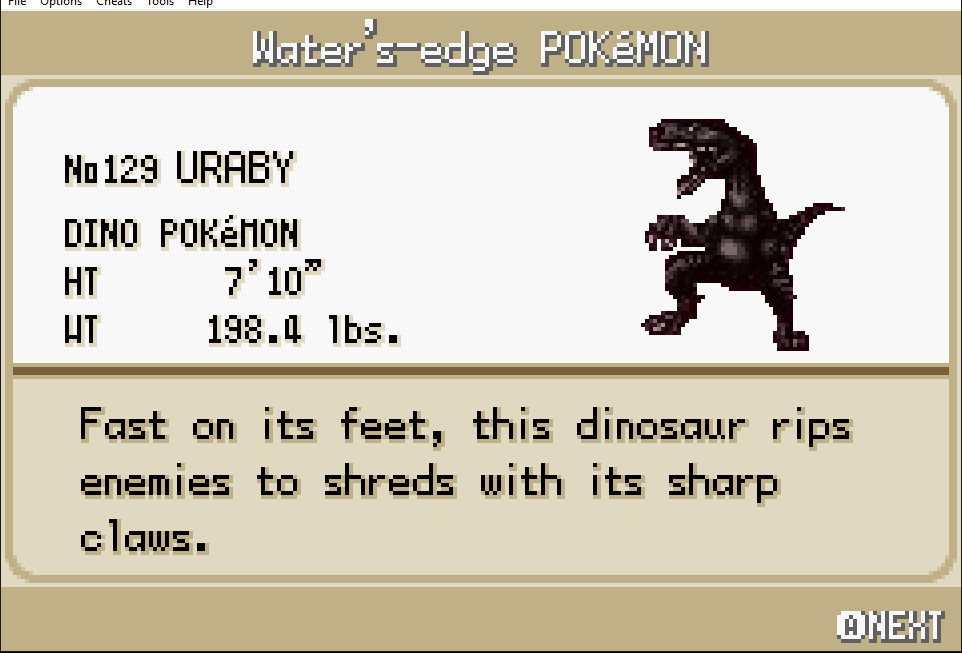 File Options Cheats Tools Help
Water's-edge POKéMON
No129 URABY
DINO POKéMON
HT 7'10”
WT 198.4 lbs.
Fast on its feet, this dinosaur rips
enemies to shreds with its sharp
claws.
A NEXT